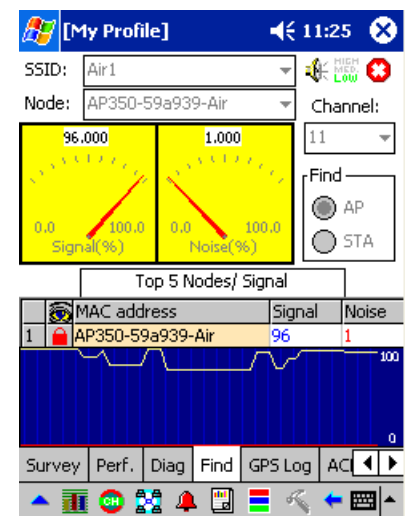 [My Profile] 11:25
SSID: Air1 HIGH MED. LOW
Node: AP350-59a939-Air Channel:
11
96.000 1.000
Find
AP
0.0 100.0 0.0 100.0
Signal(%) Noise(%)
STA
Top 5 Nodes/ Signal
MAC address Signal Noise
1 AP350-59a939-Air 96 1
100
0
Survey Perf. Diag Find GPS Log ACL
CH